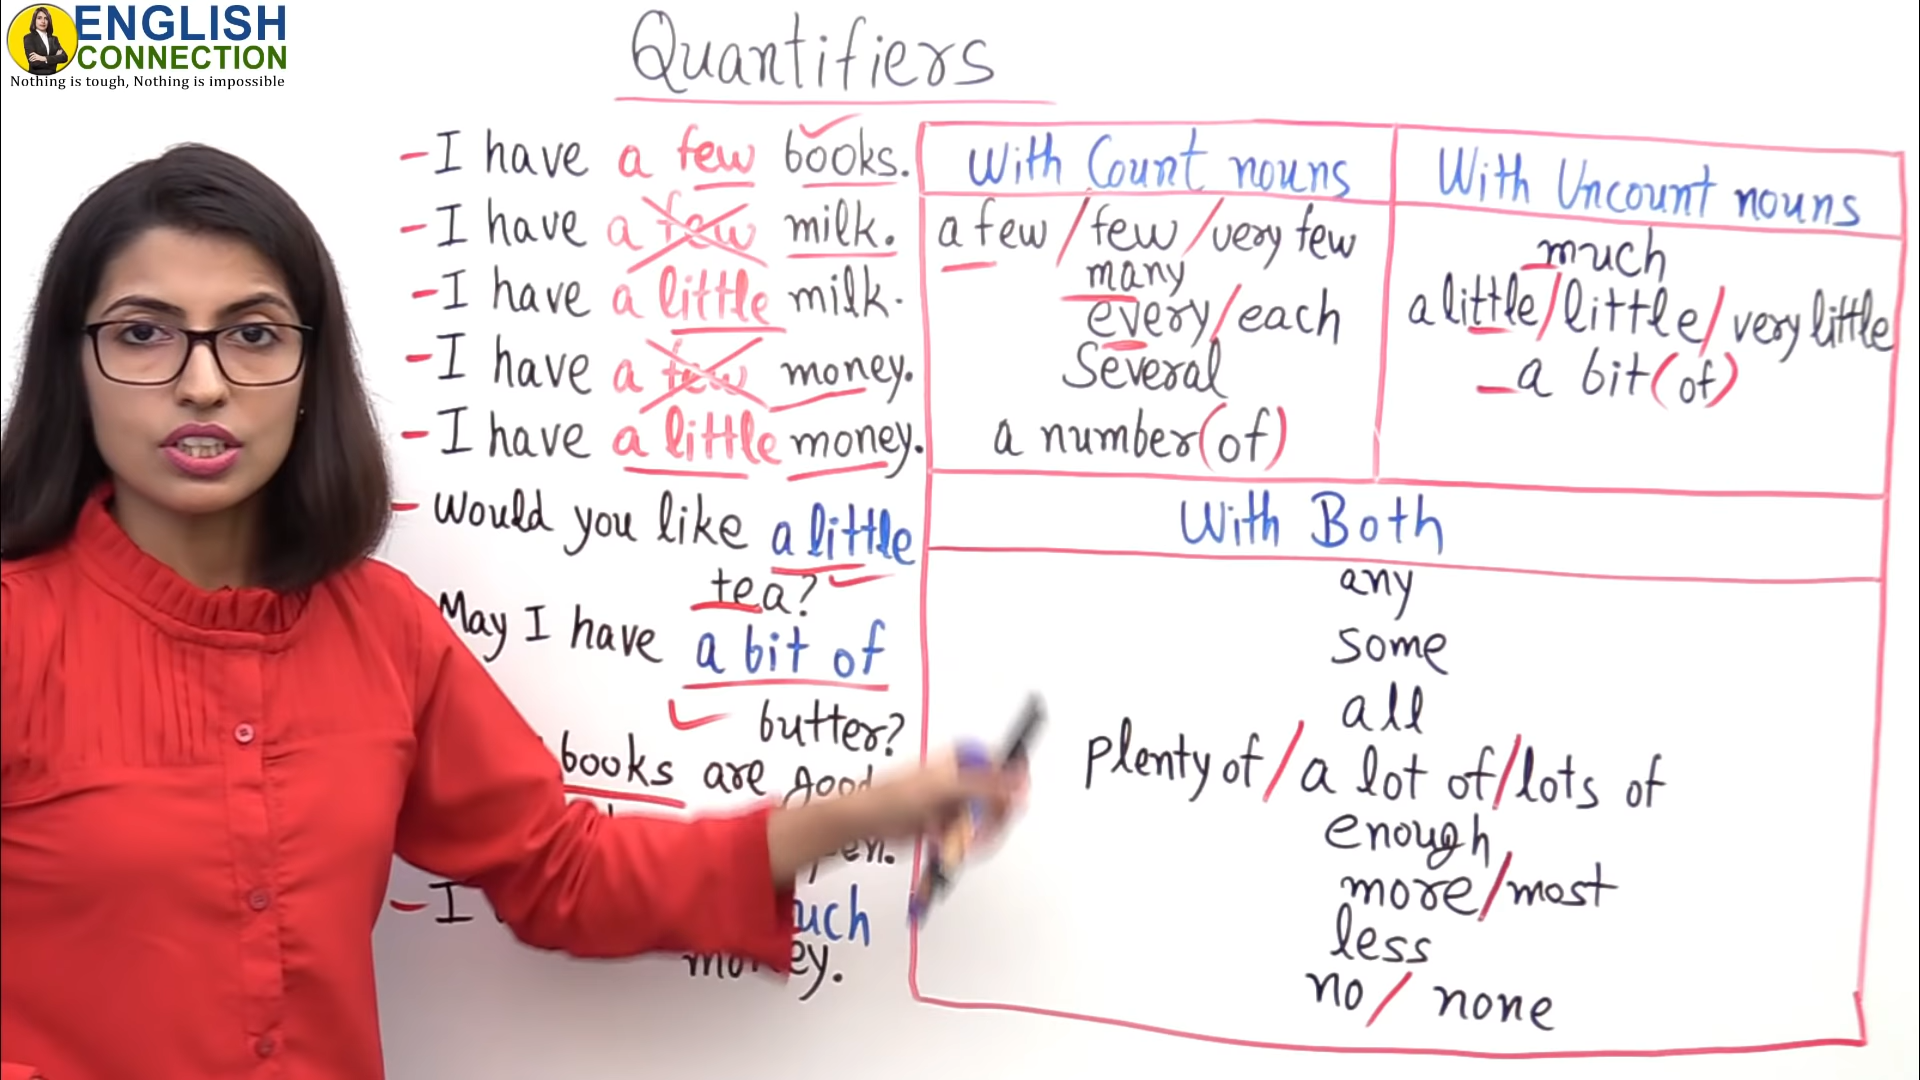 ENGLISH
CONNECTION
Nothing is tough, Nothing is impossible
Quantifiers
- I have a few books.
- I have a few milk.
- I have a little milk.
- I have a few money.
- I have a little money.
- Would you like a little
tea?
May I have a bit of
butter?
books are good
pen.
- I
money.
With Count nouns
a few / few / very few
many
every / each
Several
a number (of)
With Uncount nouns
much
a little / little / very little
a bit (of)
With Both
any
some
all
plenty of / a lot of / lots of
enough
more / most
less
no / none